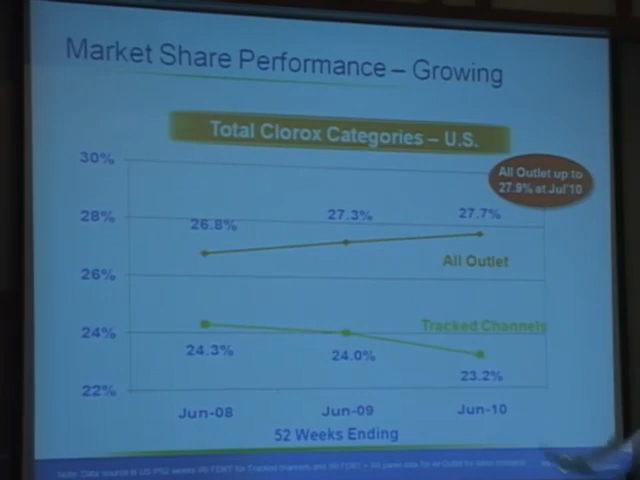 Market Share Performance – Growing
Total Clorox Categories – U.S.
All Outlet up to
27.9% at Jul'10
30%
28%
26%
24%
22%
26.8%
27.3%
27.7%
All Outlet
Tracked Channels
24.3%
24.0%
23.2%
Jun-08
Jun-09
Jun-10
52 Weeks Ending